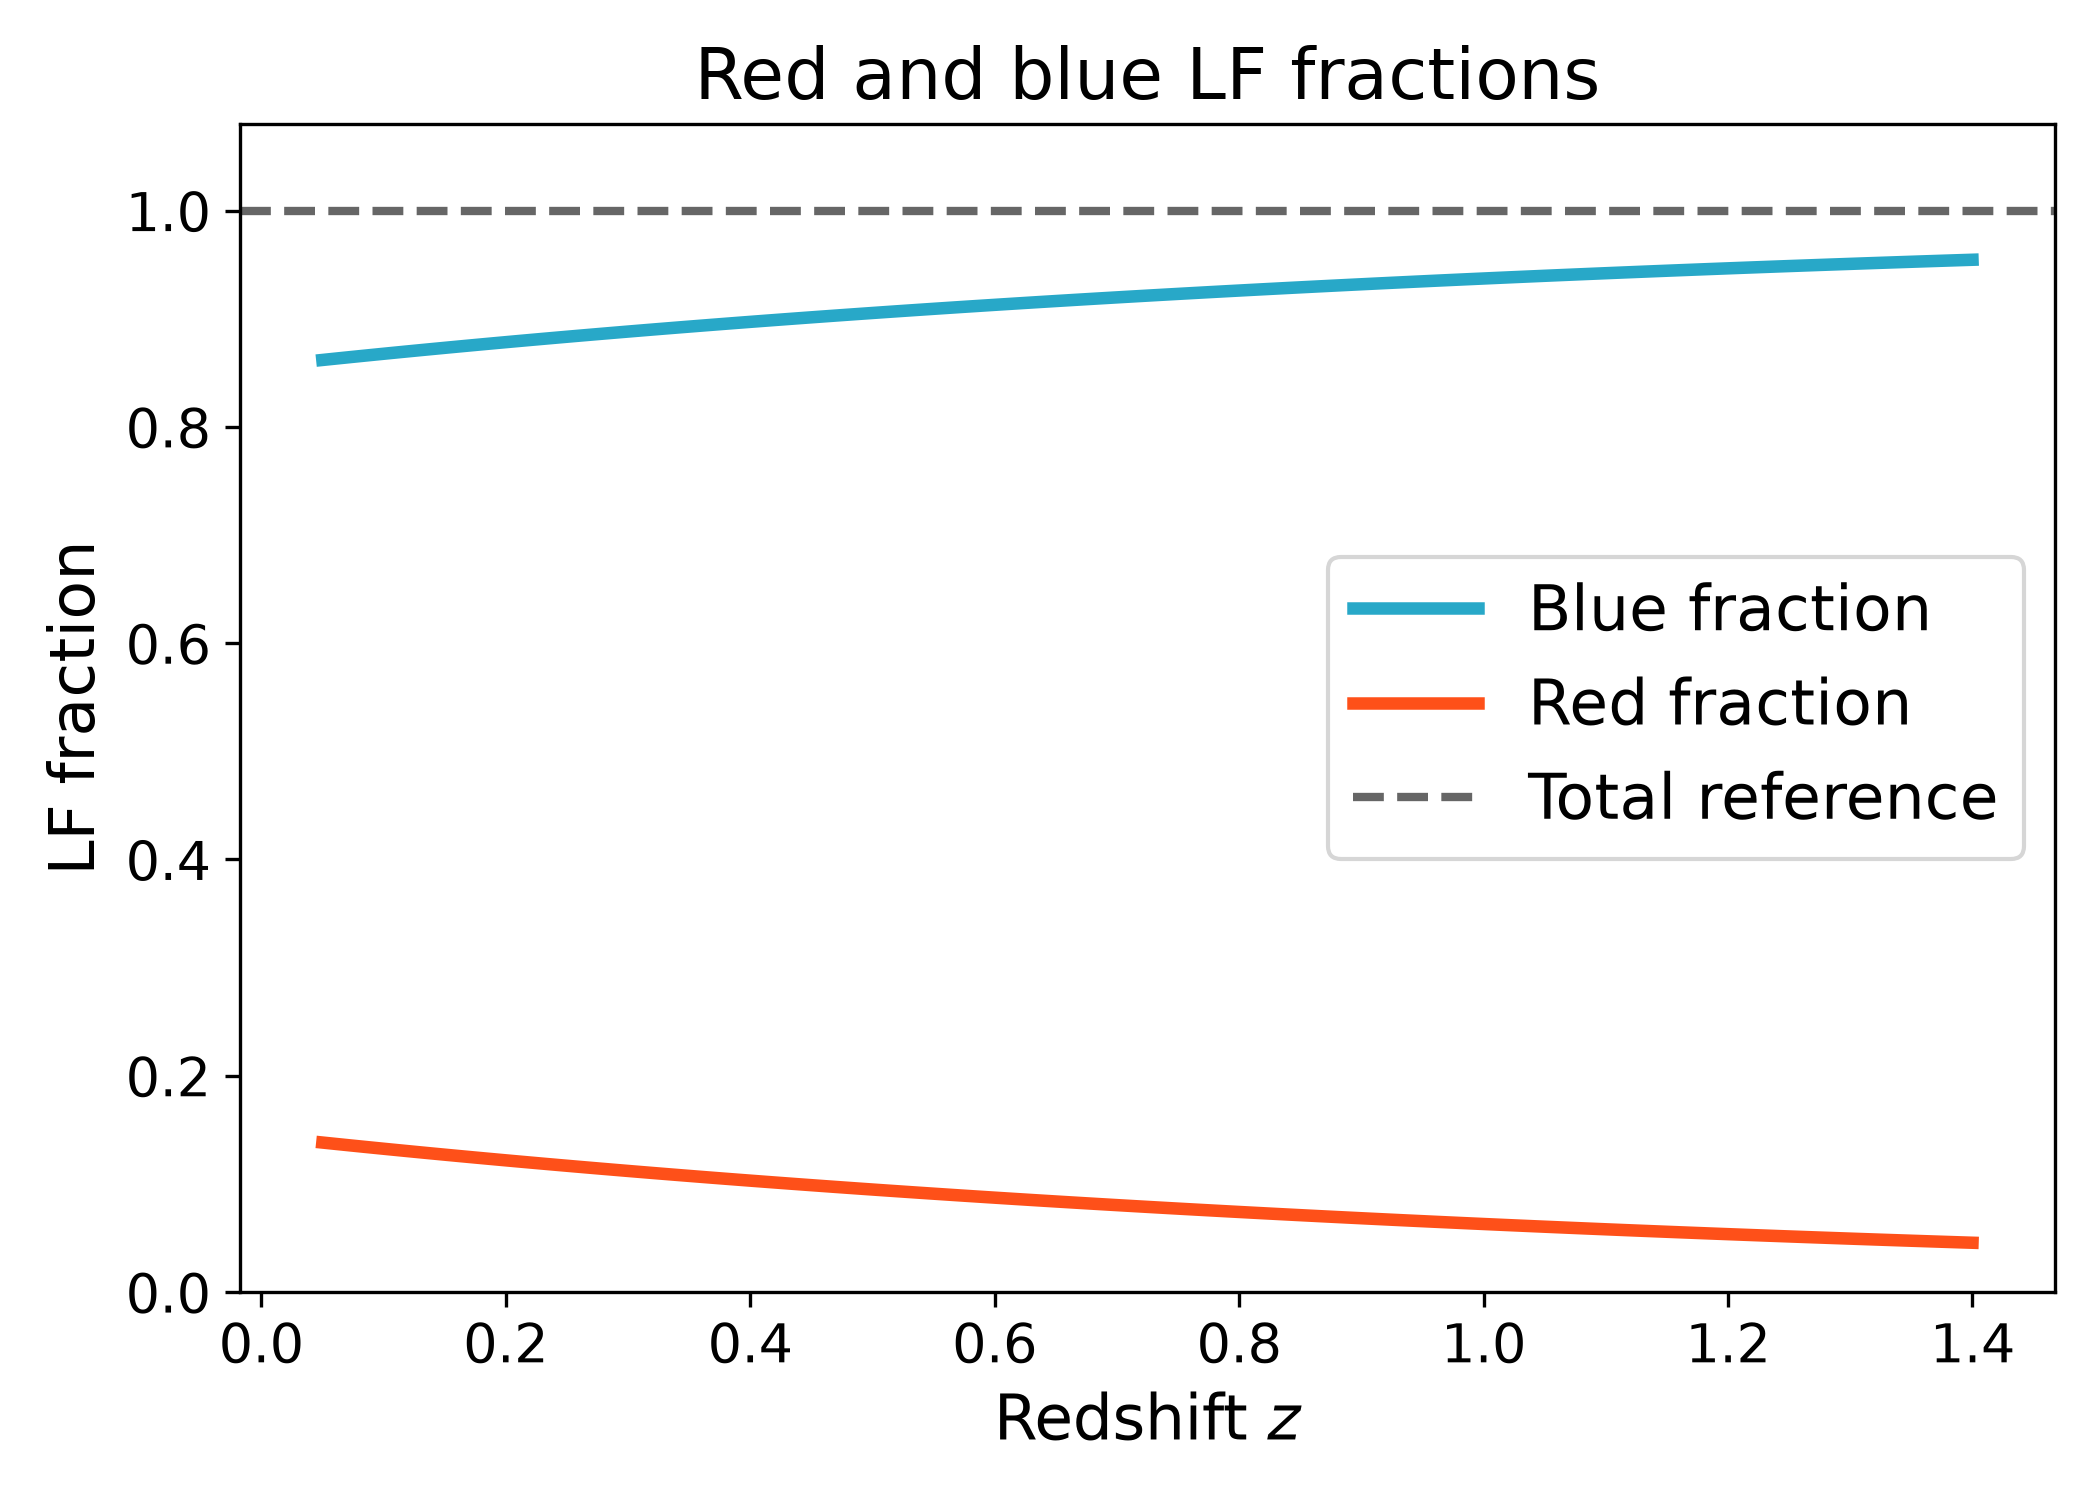 Red and blue LF fractions
LF fraction
1.0
0.8
0.6
0.4
0.2
0.0
Blue fraction
Red fraction
Total reference
0.0 0.2 0.4 0.6 0.8 1.0 1.2 1.4
Redshift z